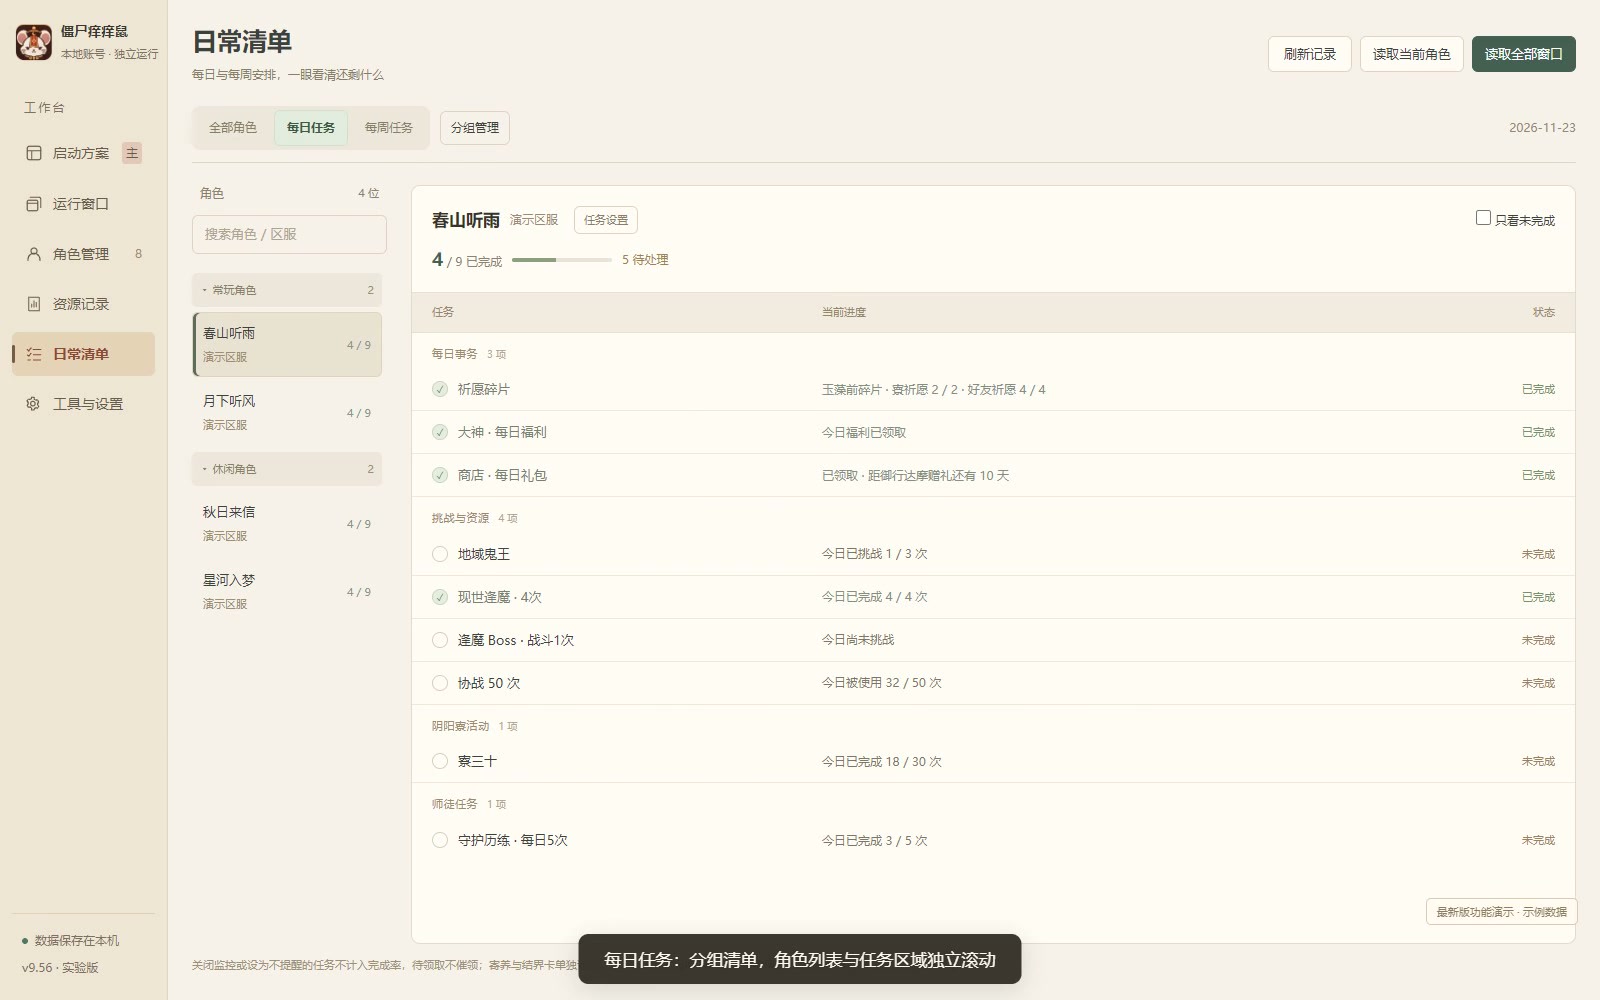 僵尸痒痒鼠
本地账号 · 独立运行
工作台
启动方案 主
运行窗口
角色管理 8
资源记录
日常清单
工具与设置
数据保存在本机
v9.56 · 实验版
日常清单
每日与每周安排，一眼看清还剩什么
刷新记录 读取当前角色 读取全部窗口
全部角色 每日任务 每周任务 分组管理 2026-11-23
角色 4 位
搜索角色 / 区服
常玩角色 2
春山听雨
演示区服 4 / 9
月下听风
演示区服 4 / 9
休闲角色 2
秋日来信
演示区服 4 / 9
星河入梦
演示区服 4 / 9
春山听雨 演示区服 任务设置 只看未完成
4 / 9 已完成 5 待处理
任务 当前进度 状态
每日事务 3 项
祈愿碎片 玉藻前碎片 · 寮祈愿 2 / 2 · 好友祈愿 4 / 4 已完成
大神 · 每日福利 今日福利已领取 已完成
商店 · 每日礼包 已领取 · 距御行达摩赠礼还有 10 天 已完成
挑战与资源 4 项
地域鬼王 今日已挑战 1 / 3 次 未完成
现世逢魔 · 4次 今日已完成 4 / 4 次 已完成
逢魔 Boss · 战斗1次 今日尚未挑战 未完成
协战 50 次 今日被使用 32 / 50 次 未完成
阴阳寮活动 1 项
寮三十 今日已完成 18 / 30 次 未完成
师徒任务 1 项
守护历练 · 每日5次 今日已完成 3 / 5 次 未完成
最新版功能演示 · 示例数据
关闭监控或设为不提醒的任务不计入完成率，待领取不催领；寄养与结界卡单独
每日任务：分组清单，角色列表与任务区域独立滚动